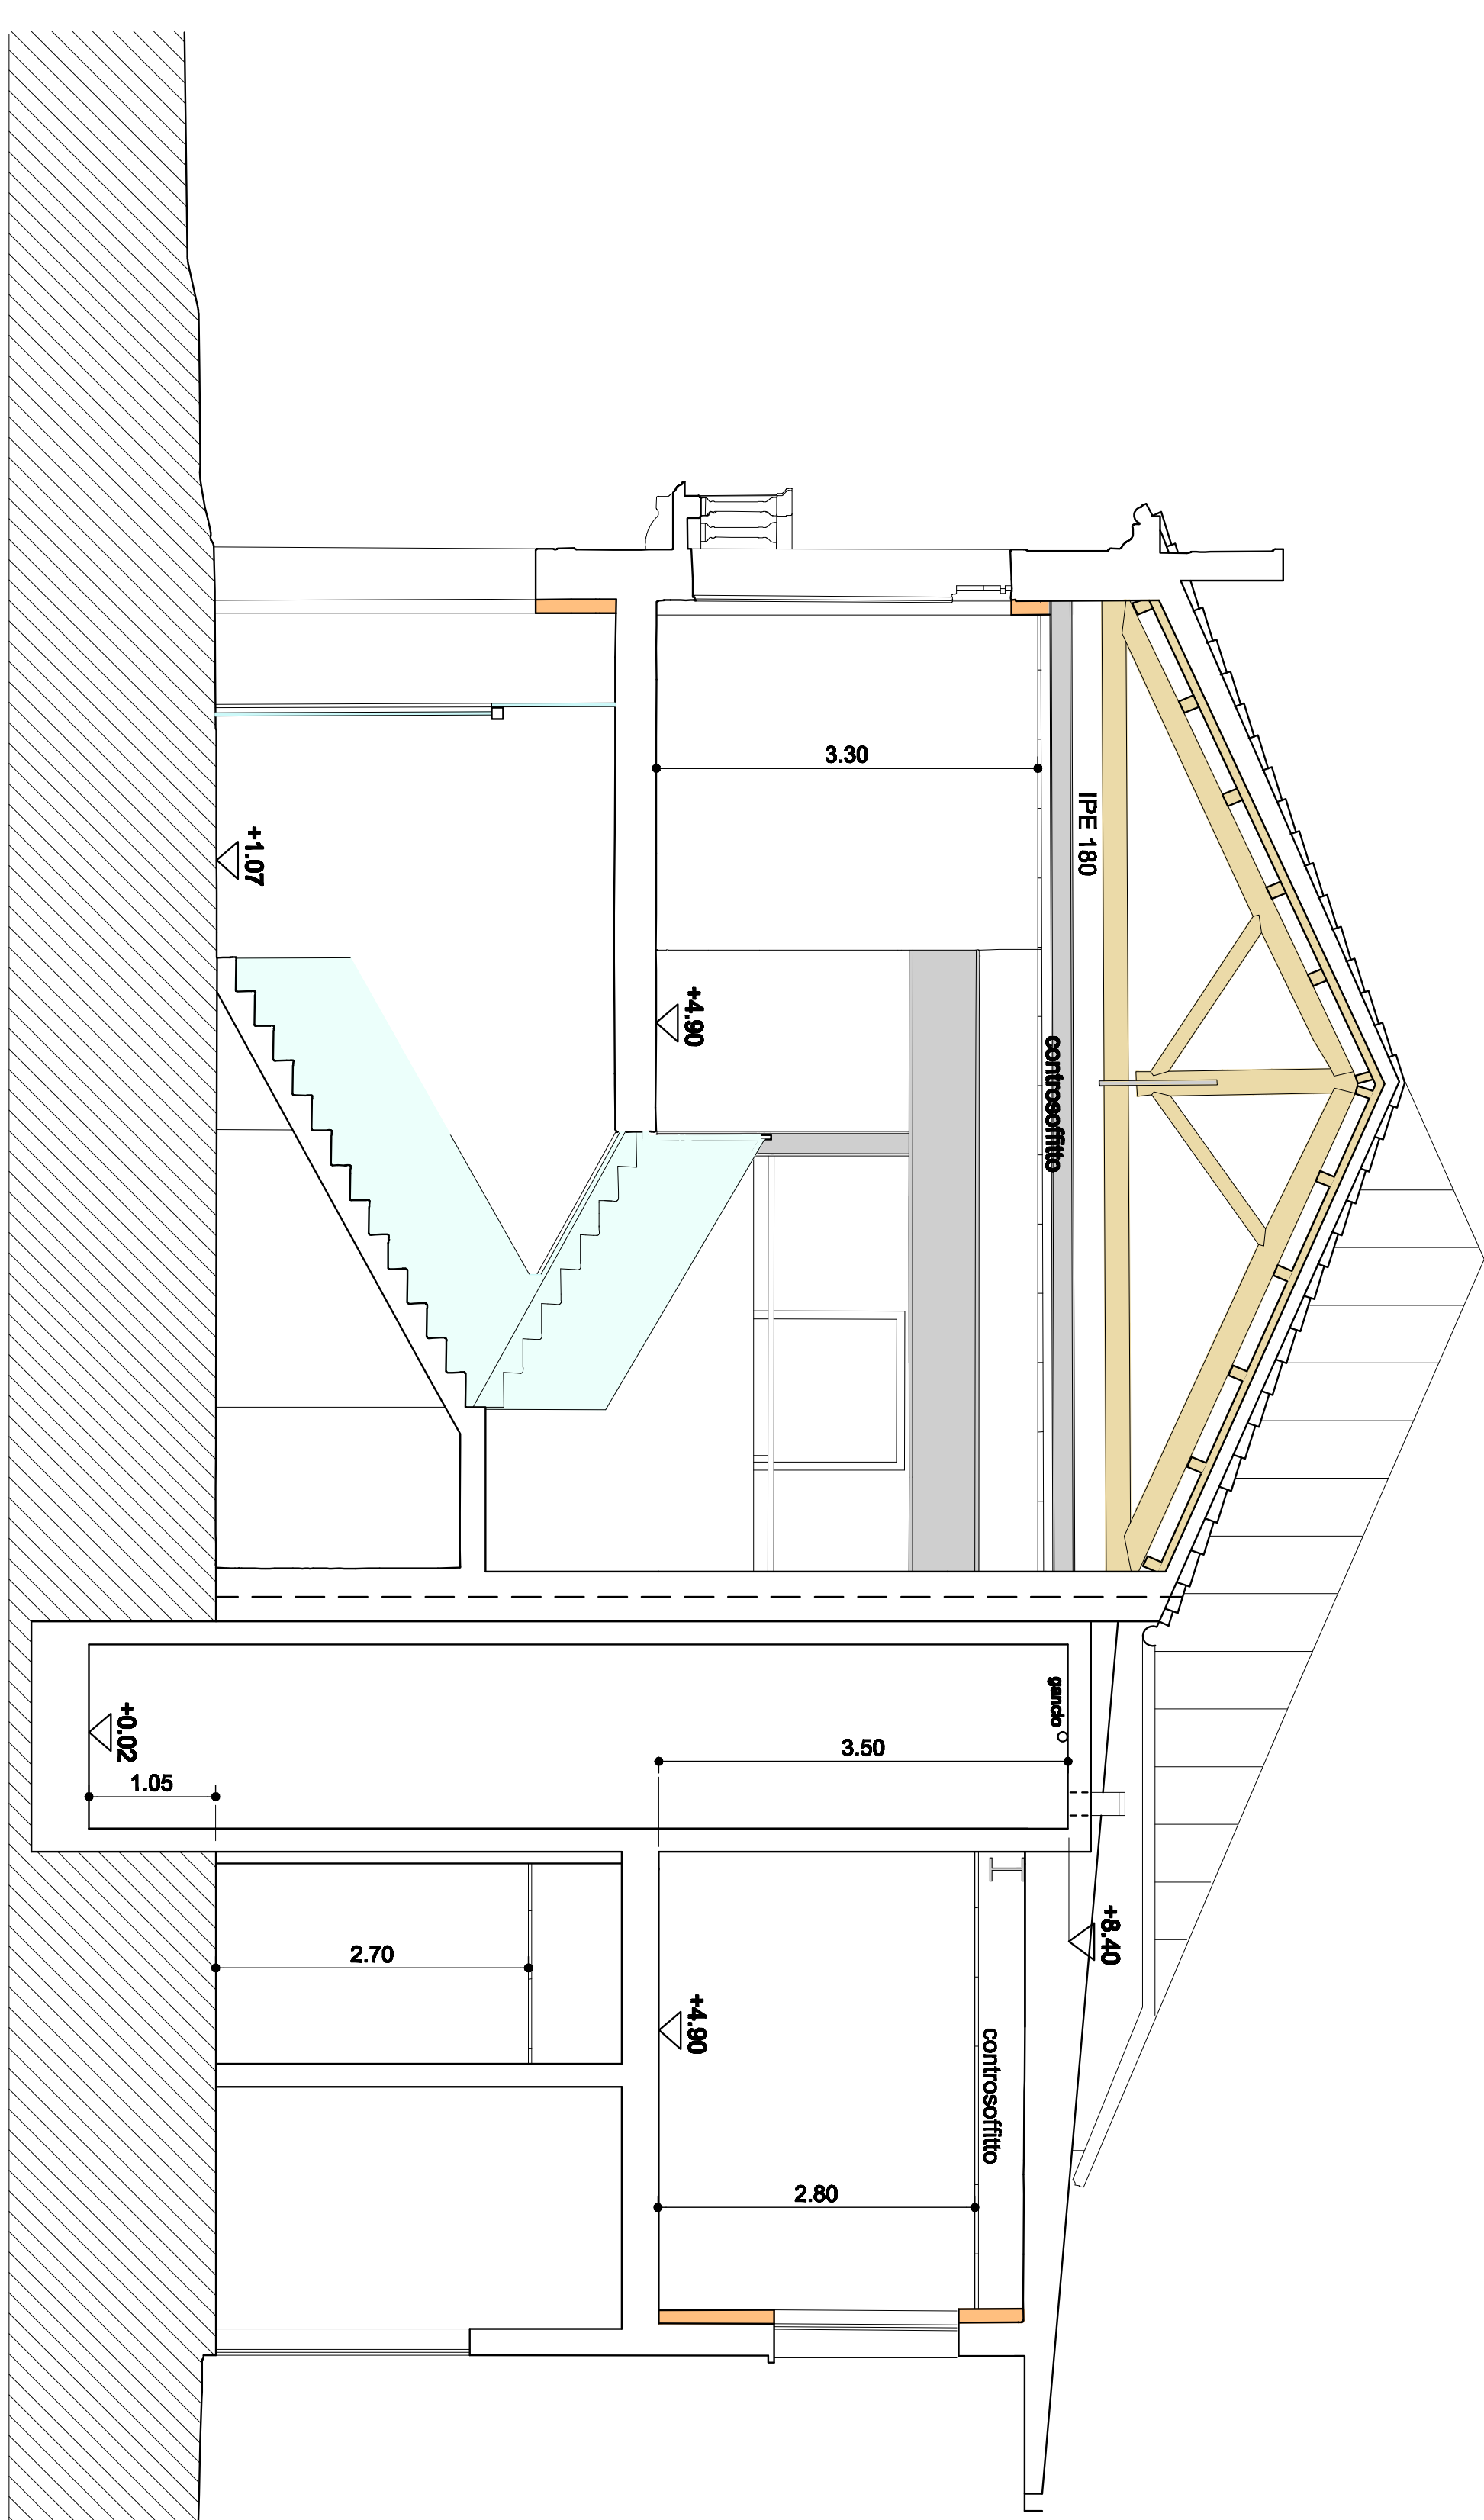 IPE 180
controsoffitto
3.30
+4.90
+1.07
gancio
+8.40
3.50
+0.02
1.05
controsoffitto
+4.90
2.70
2.80